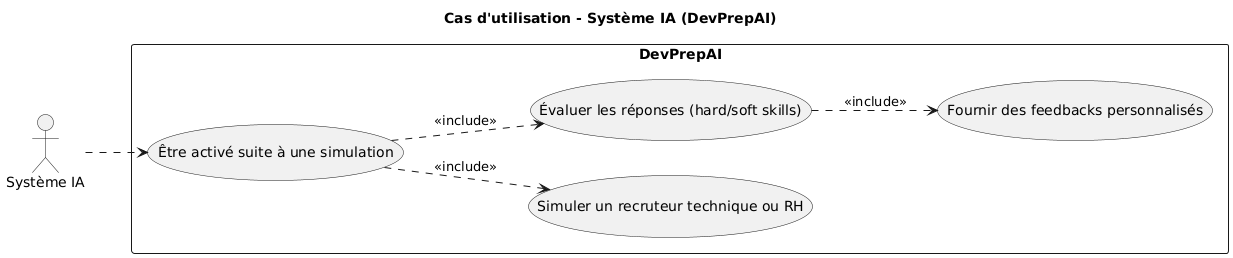 Cas d'utilisation - Système IA (DevPrepAI)
DevPrepAI
Évaluer les réponses (hard/soft skills)
«include»
Fournir des feedbacks personnalisés
«include»
Être activé suite à une simulation
«include»
Système IA
Simuler un recruteur technique ou RH